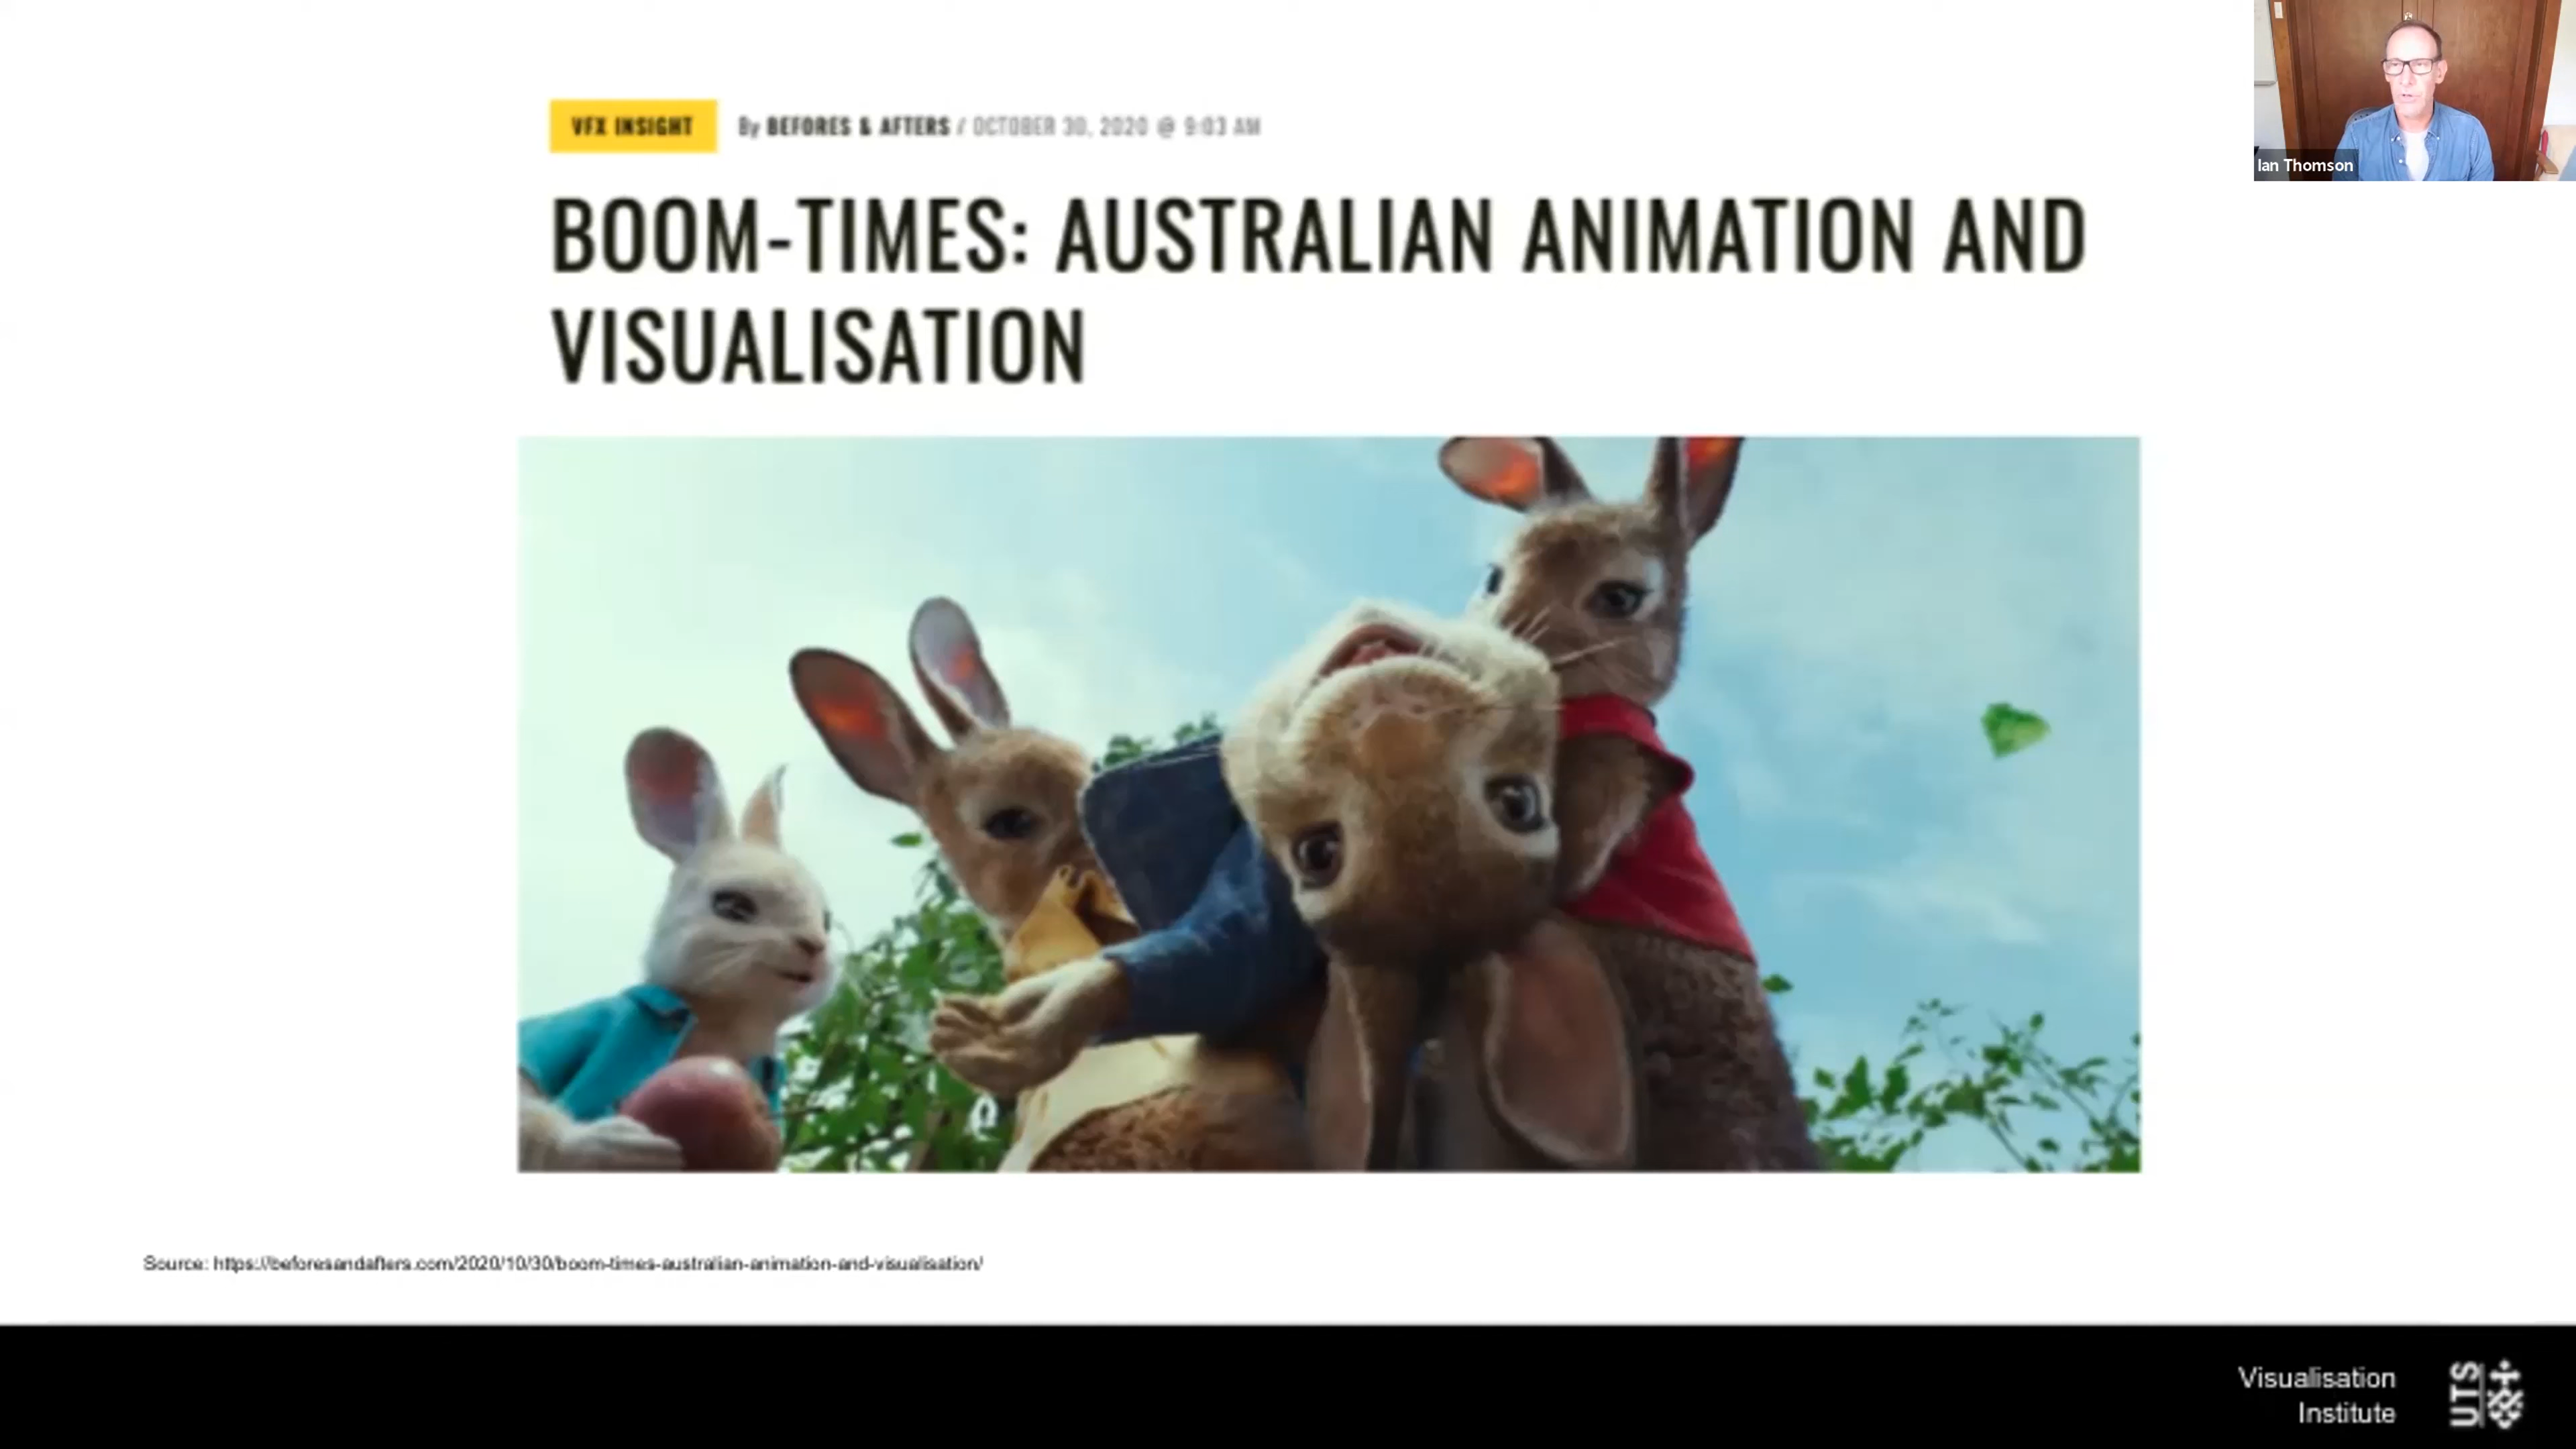 VFX INSIGHT By BEFORES & AFTERS / OCTOBER 30, 2020 @ 9:03 AM
Ian Thomson
BOOM-TIMES: AUSTRALIAN ANIMATION AND
VISUALISATION
Source: https://beforesandafters.com/2020/10/30/boom-times-australian-animation-and-visualisation/
Visualisation
Institute
UTS